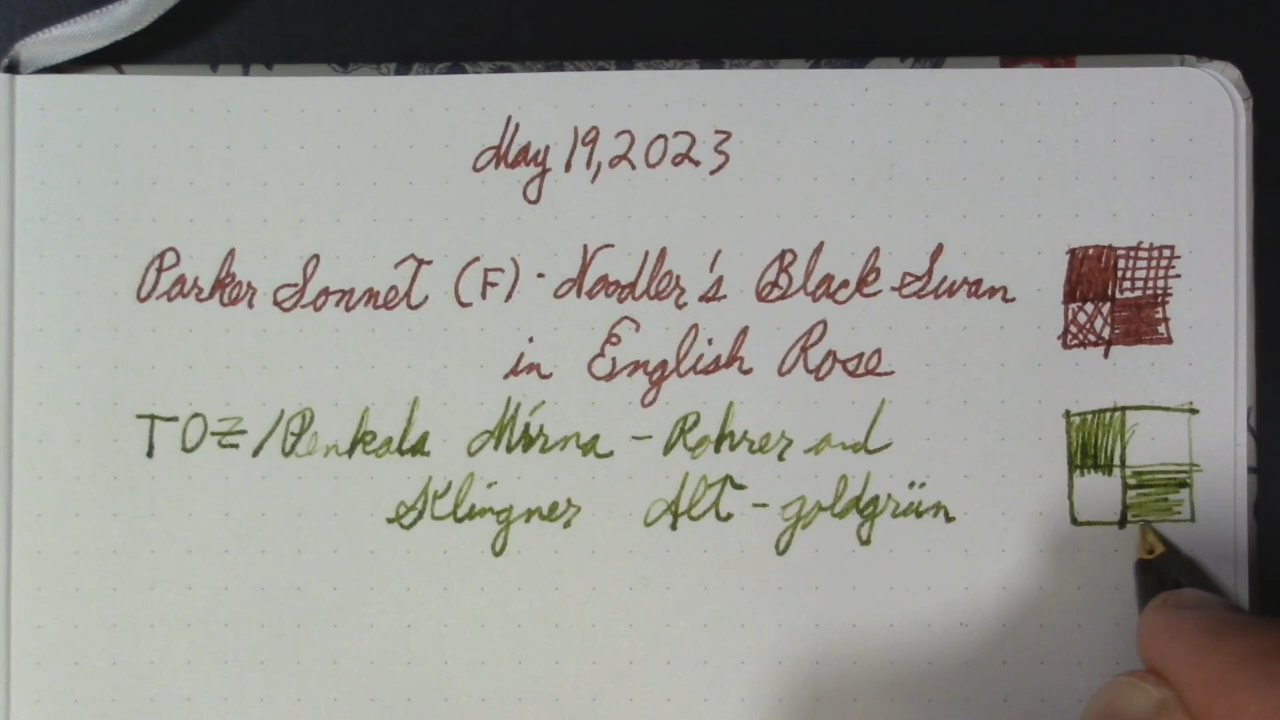 May 19, 2023
Parker Sonnet (F) - Noodler's Black Swan
in English Rose
TOZ/Penkala Mirna - Rohrer and
Klingner Alt-goldgrün